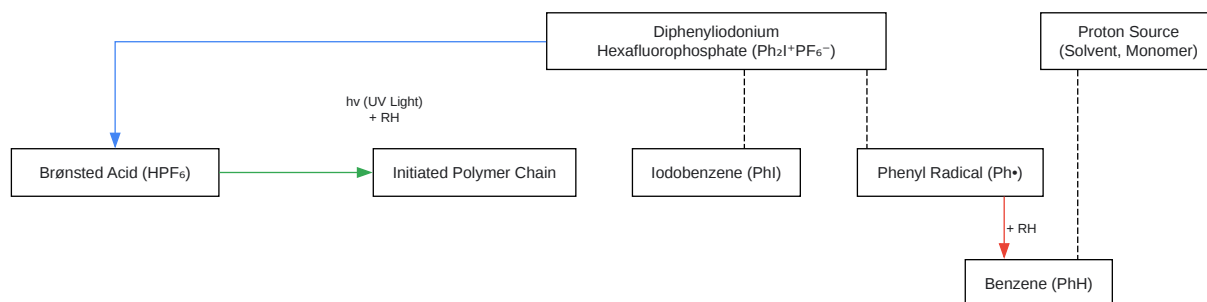 Diphenyliodonium
Hexafluorophosphate (Ph₂I⁺PF₆⁻)
Proton Source
(Solvent, Monomer)
hν (UV Light)
+ RH
Brønsted Acid (HPF₆)
Initiated Polymer Chain
Iodobenzene (PhI)
Phenyl Radical (Ph•)
+ RH
Benzene (PhH)